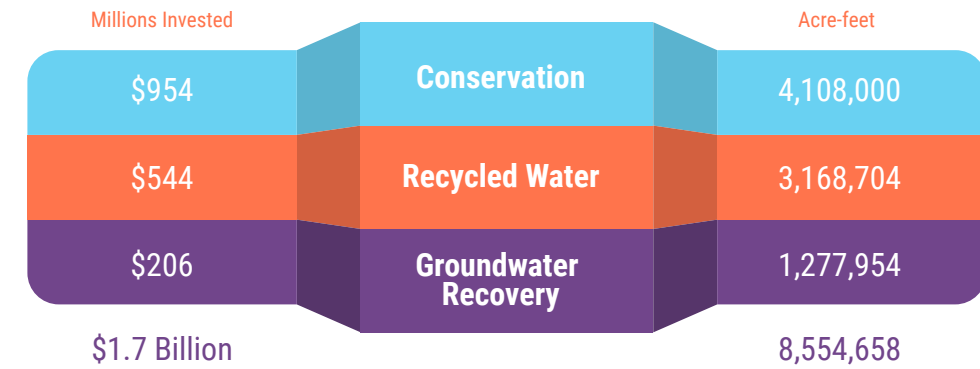 Millions Invested
Acre-feet
$954
Conservation
4,108,000
$544
Recycled Water
3,168,704
$206
Groundwater
Recovery
1,277,954
$1.7 Billion
8,554,658